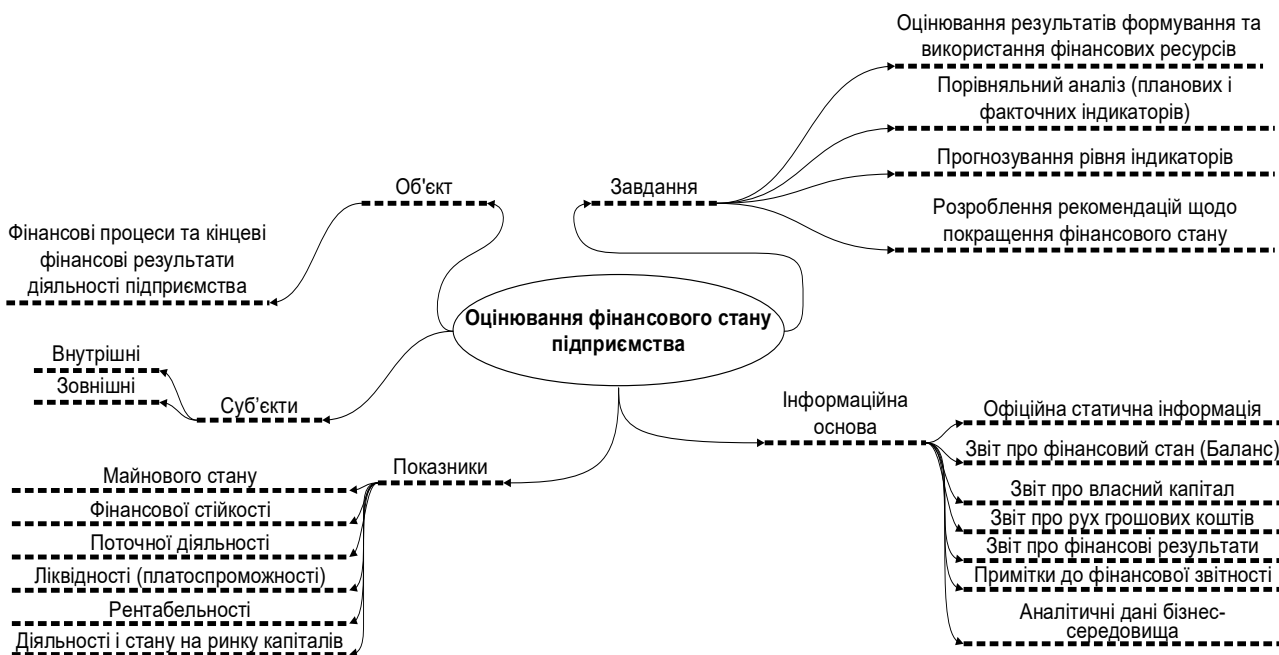 Оцінювання результатів формування та
використання фінансових ресурсів
Порівняльний аналіз (планових і
факточних індикаторів)
Прогнозування рівня індикаторів
Розроблення рекомендацій щодо
покращення фінансового стану
Завдання
Об'єкт
Фінансові процеси та кінцеві
фінансові результати
діяльності підприємства
Оцінювання фінансового стану
підприємства
Внутрішні
Зовнішні
Суб’єкти
Показники
Майнового стану
Фінансової стійкості
Поточної діяльності
Ліквідності (платоспроможності)
Рентабельності
Діяльності і стану на ринку капіталів
Інформаційна
основа
Офіційна статична інформація
Звіт про фінансовий стан (Баланс)
Звіт про власний капітал
Звіт про рух грошових коштів
Звіт про фінансові результати
Примітки до фінансової звітності
Аналітичні дані бізнес-
середовища